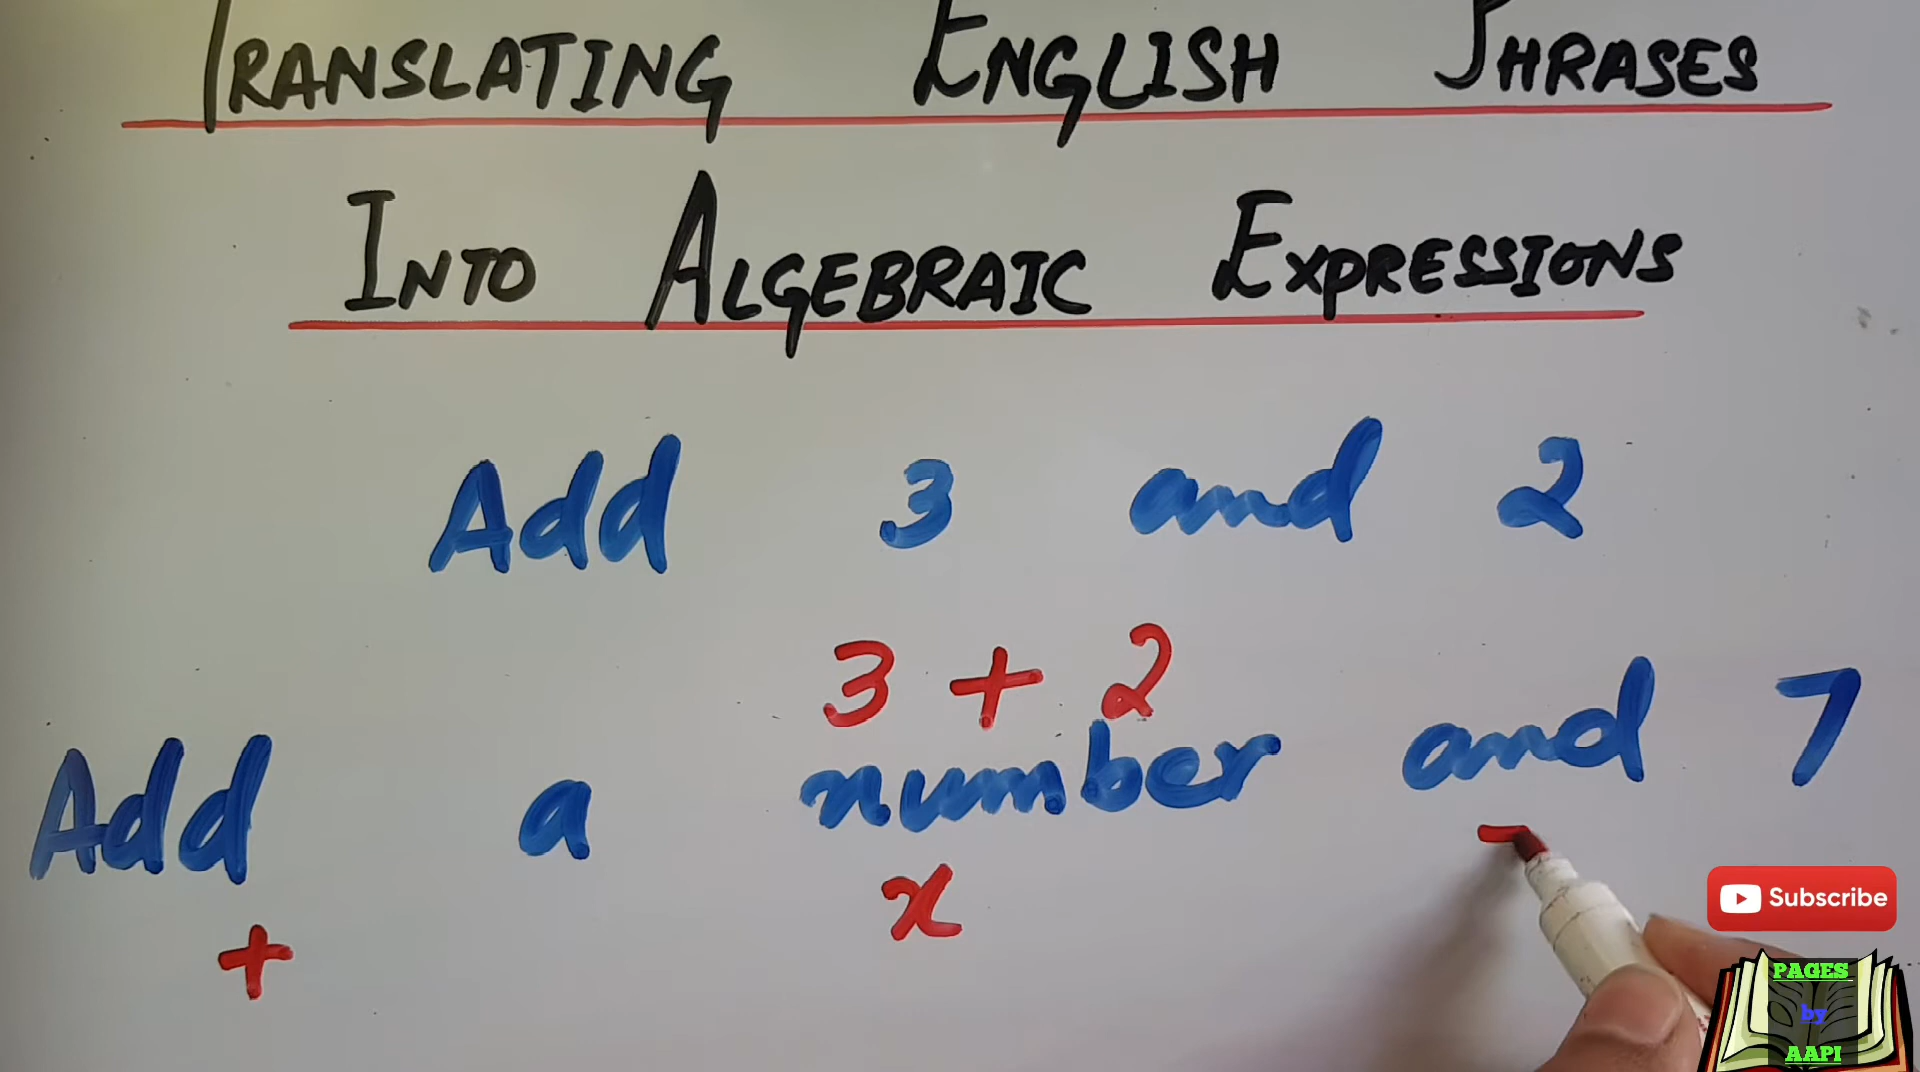 TRANSLATING ENGLISH PHRASES
INTO ALGEBRAIC EXPRESSIONS
Add 3 and 2
3 + 2
Add a number and 7
+ x
Subscribe
PAGES
by
AAPI